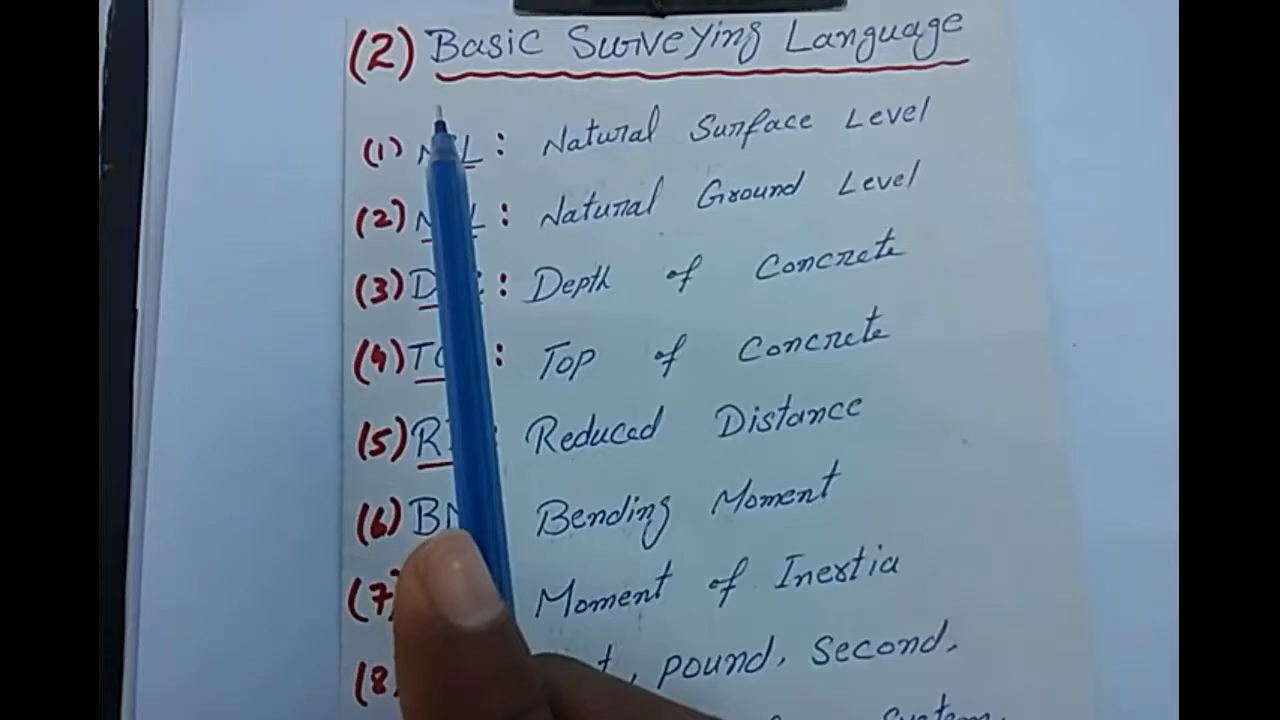 (2) Basic Surveying Language
(1) : Natural Surface Level
(2) : Natural Ground Level
(3) : Depth of Concrete
(4) : Top of Concrete
(5) Reduced Distance
(6) Bending Moment
(7) Moment of Inertia
(8 pound, second,
system,